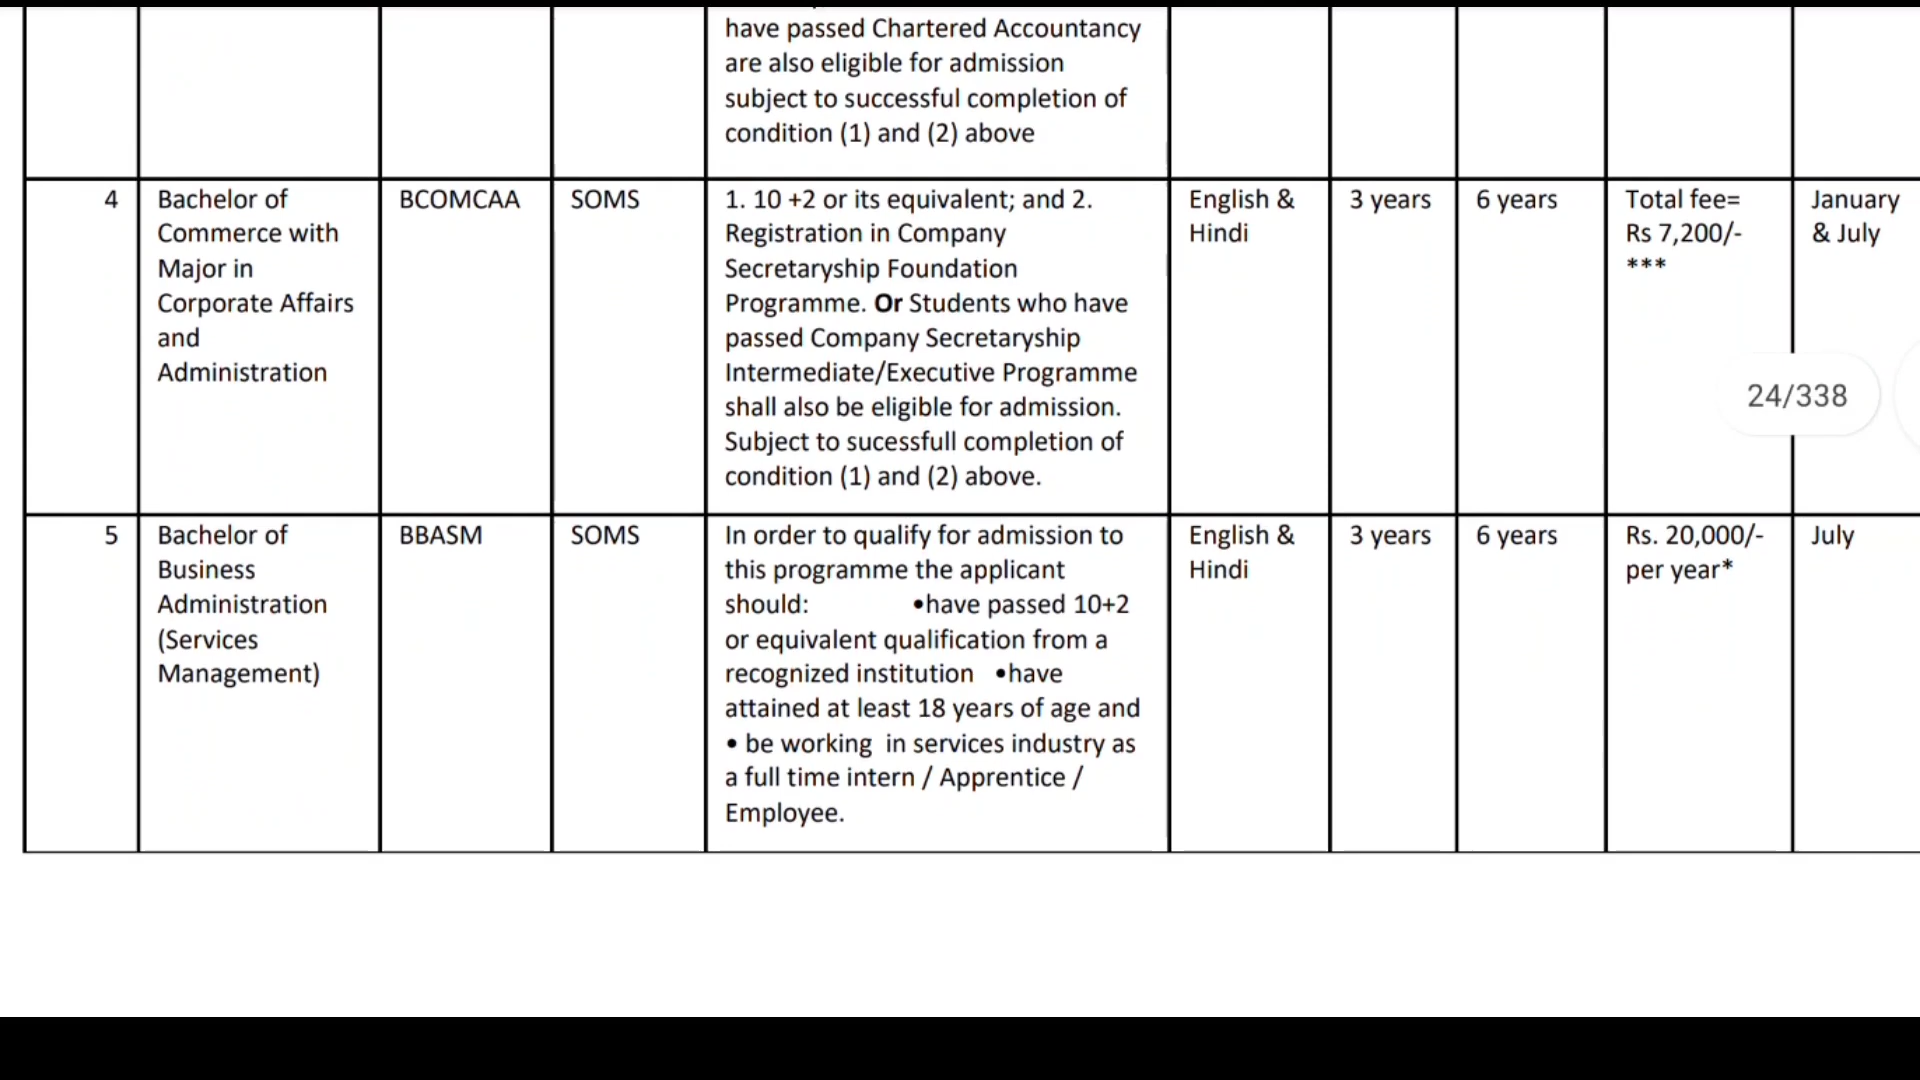 have passed Chartered Accountancy
are also eligible for admission
subject to successful completion of
condition (1) and (2) above
4
Bachelor of
Commerce with
Major in
Corporate Affairs
and
Administration
BCOMCAA
SOMS
1. 10 +2 or its equivalent; and 2.
Registration in Company
Secretaryship Foundation
Programme. Or Students who have
passed Company Secretaryship
Intermediate/Executive Programme
shall also be eligible for admission.
Subject to sucessfull completion of
condition (1) and (2) above.
English &
Hindi
3 years
6 years
Total fee=
Rs 7,200/-
***
January
& July
24/338
5
Bachelor of
Business
Administration
(Services
Management)
BBASM
SOMS
In order to qualify for admission to
this programme the applicant
should: •have passed 10+2
or equivalent qualification from a
recognized institution •have
attained at least 18 years of age and
• be working in services industry as
a full time intern / Apprentice /
Employee.
English &
Hindi
3 years
6 years
Rs. 20,000/-
per year*
July